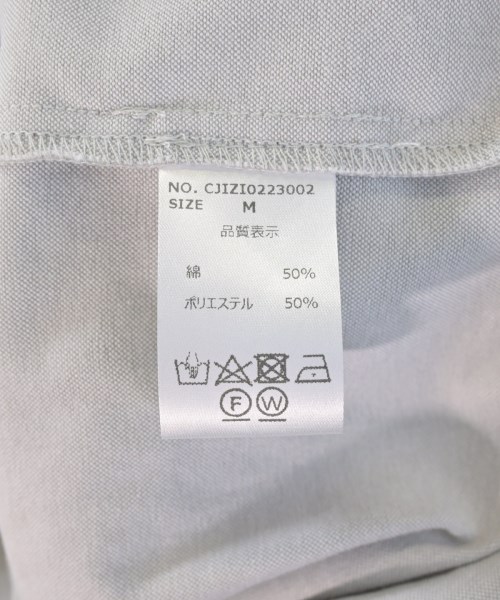 NO. CJIZI0223002
SIZE M
品質表示
綿 50%
ポリエステル 50%
F W